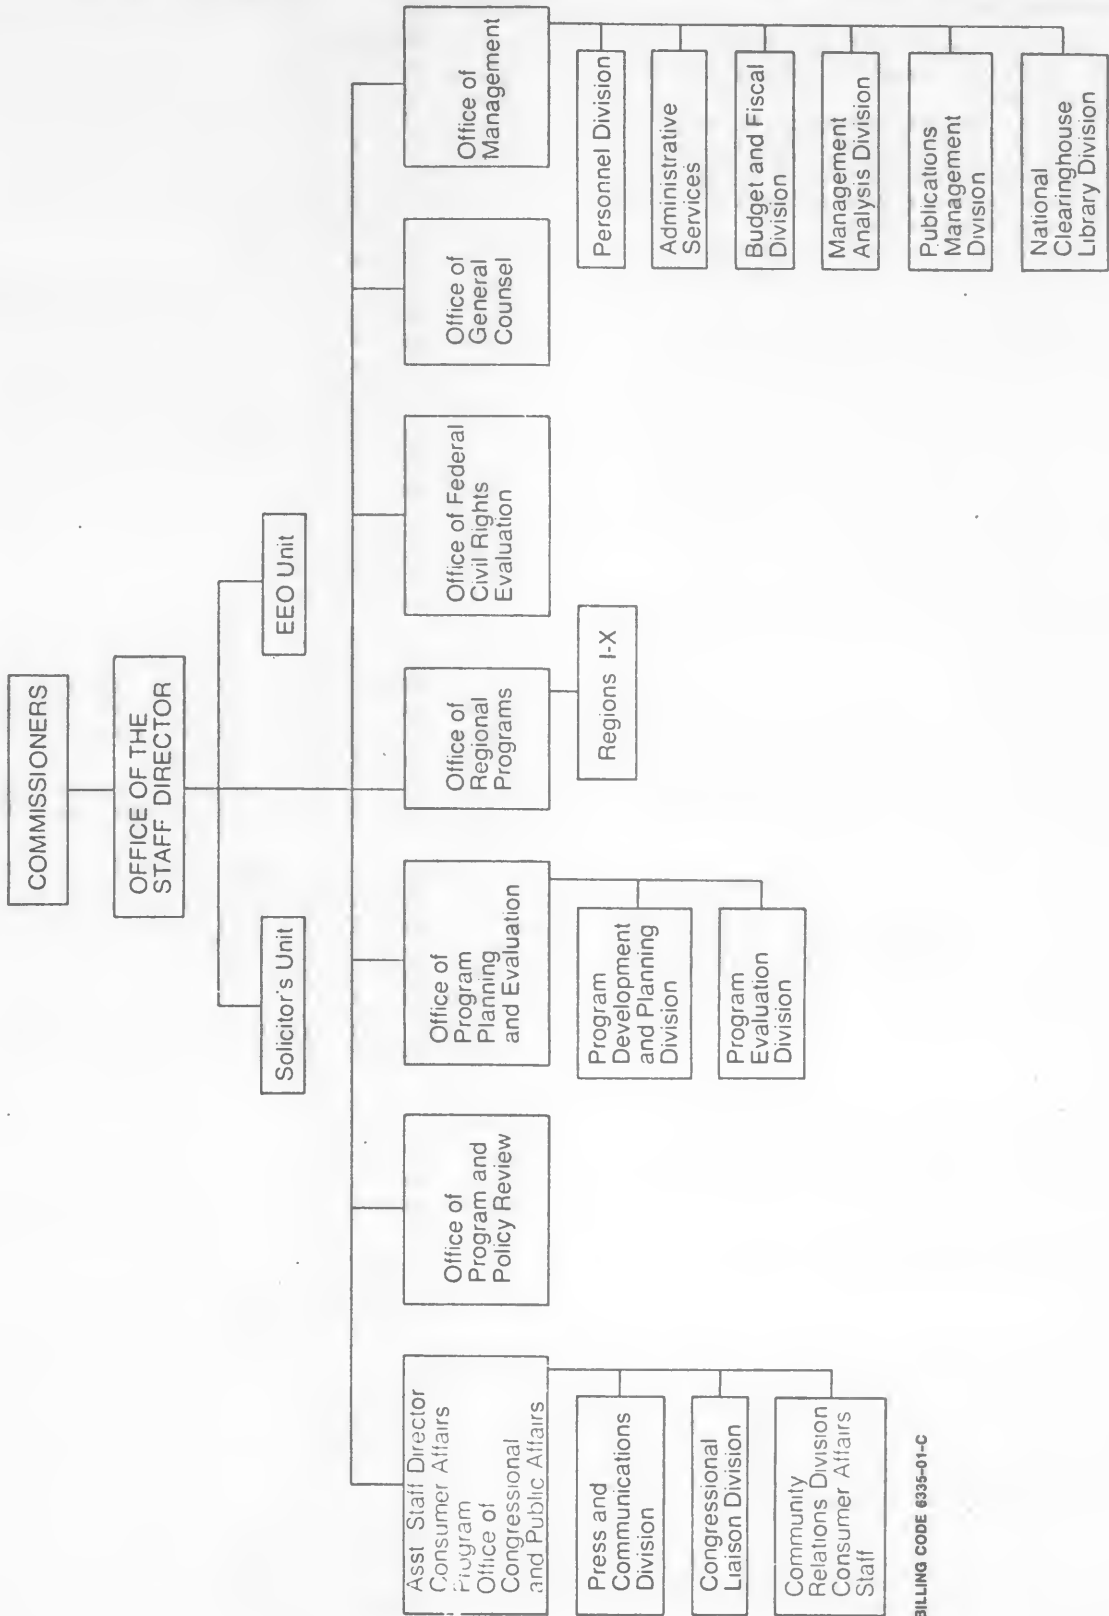 COMMISSIONERS
OFFICE OF THE
STAFF DIRECTOR
Solicitor's Unit
EEO Unit
Asst Staff Director
Consumer Affairs
Program
Office of
Congressional
and Public Affairs
Press and
Communications
Division
Congressional
Liaison Division
Community
Relations Division
Consumer Affairs
Staff
Office of
Program and
Policy Review
Office of
Program
Planning
and Evaluation
Program
Development
and Planning
Division
Program
Evaluation
Division
Office of
Regional
Programs
Regions I-X
Office of Federal
Civil Rights
Evaluation
Office of
General
Counsel
Office of
Management
Personnel Division
Administrative
Services
Budget and Fiscal
Division
Management
Analysis Division
Publications
Management
Division
National
Clearinghouse
Library Division
BILLING CODE 6335-01-C